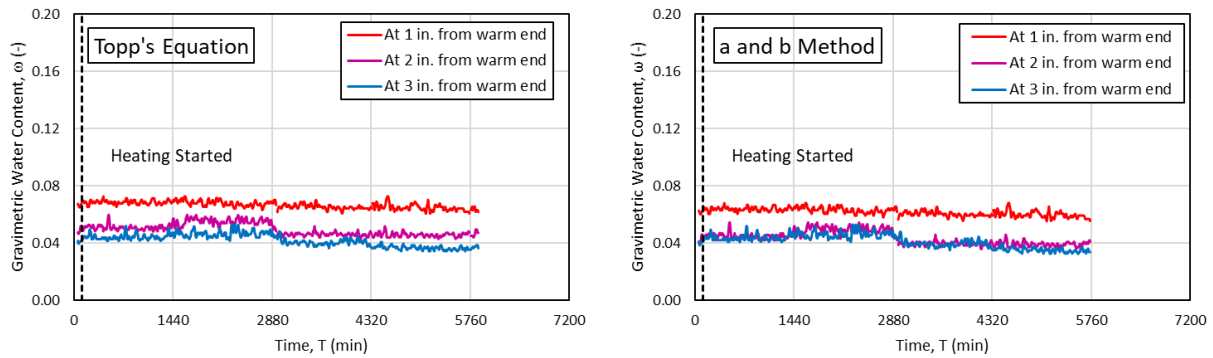 Gravimetric Water Content, ω (-)
0.20
0.16
0.12
0.08
0.04
0.00
Topp's Equation
At 1 in. from warm end
At 2 in. from warm end
At 3 in. from warm end
Heating Started
0 1440 2880 4320 5760 7200
Time, T (min)
Gravimetric Water Content, ω (-)
0.20
0.16
0.12
0.08
0.04
0.00
a and b Method
At 1 in. from warm end
At 2 in. from warm end
At 3 in. from warm end
Heating Started
0 1440 2880 4320 5760 7200
Time, T (min)